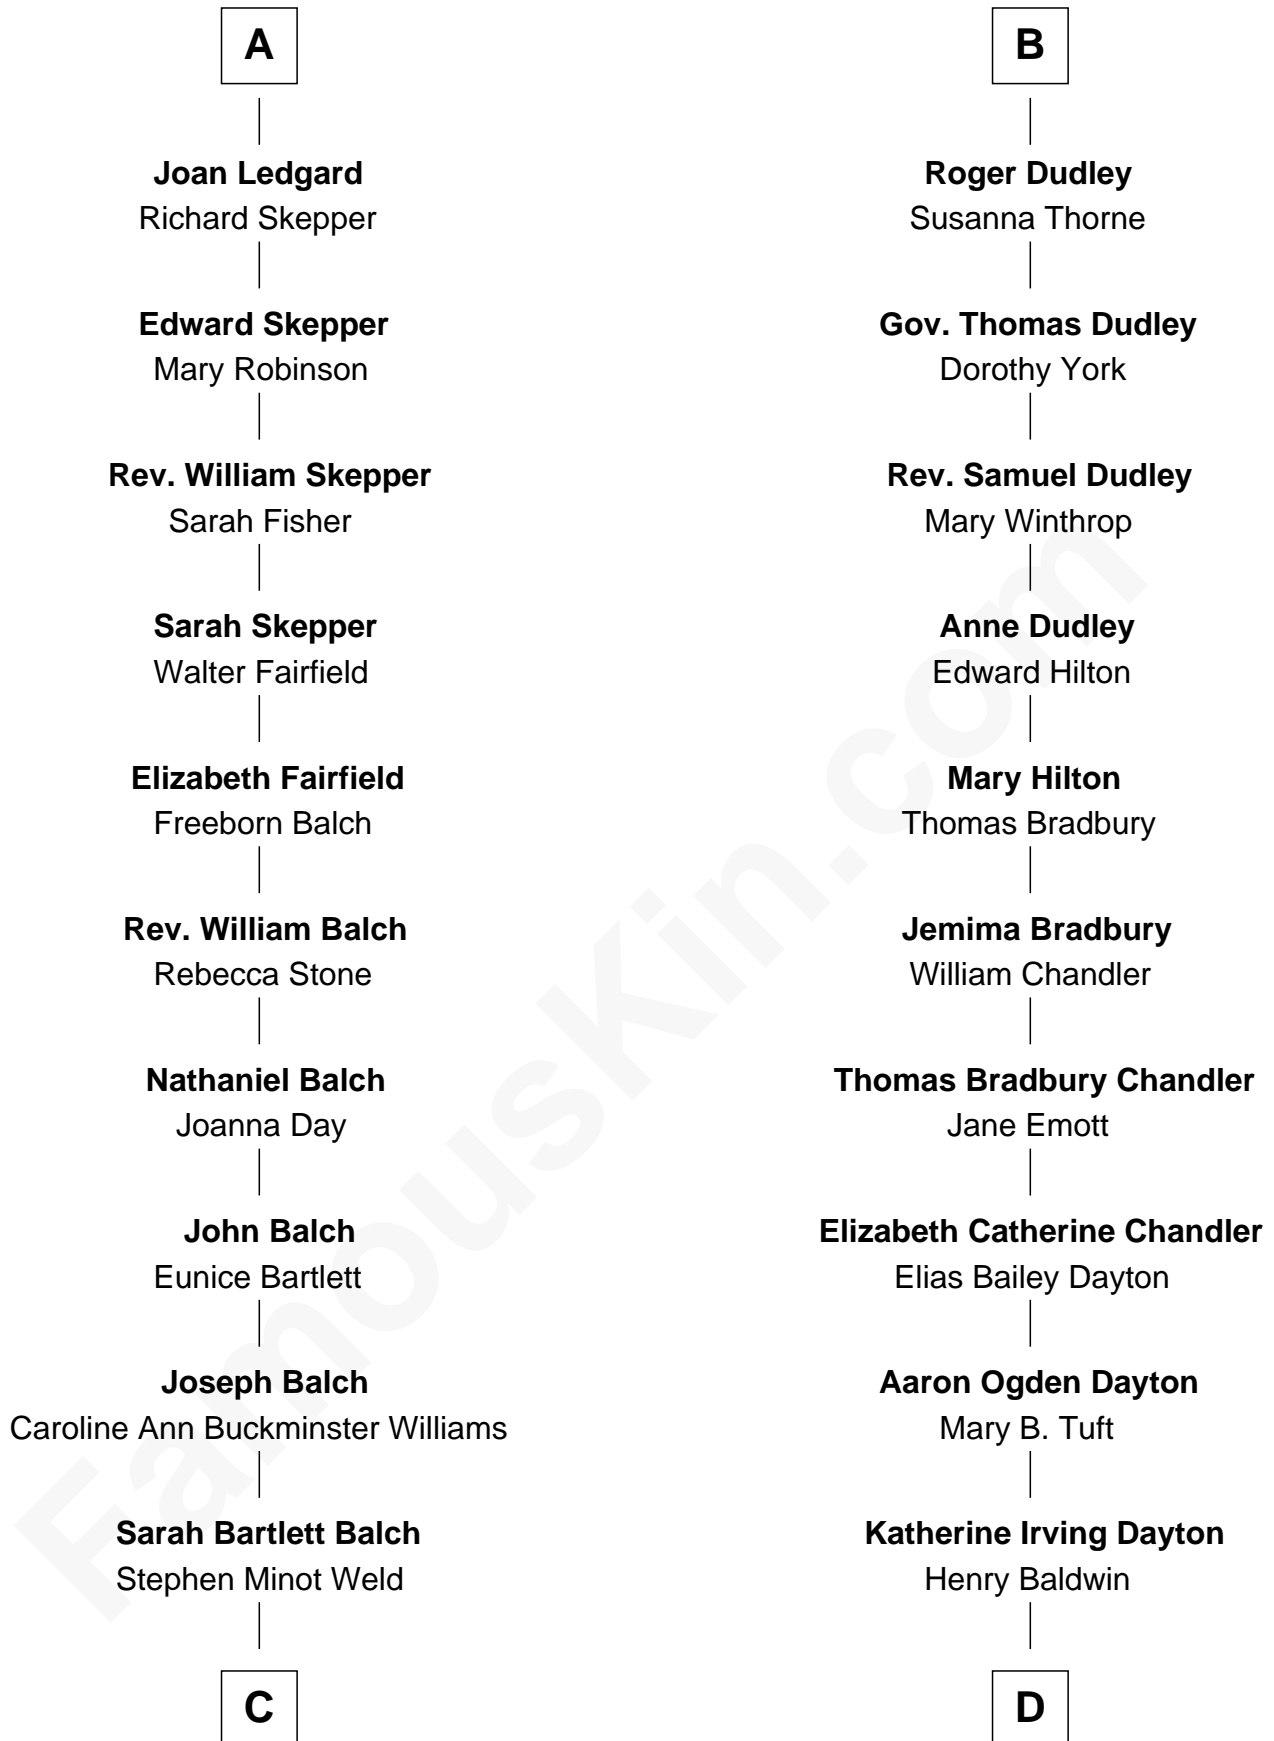 A
Joan Ledgard
Richard Skepper
Edward Skepper
Mary Robinson
Rev. William Skepper
Sarah Fisher
Sarah Skepper
Walter Fairfield
Elizabeth Fairfield
Freeborn Balch
Rev. William Balch
Rebecca Stone
Nathaniel Balch
Joanna Day
John Balch
Eunice Bartlett
Joseph Balch
Caroline Ann Buckminster Williams
Sarah Bartlett Balch
Stephen Minot Weld
C
B
Roger Dudley
Susanna Thorne
Gov. Thomas Dudley
Dorothy York
Rev. Samuel Dudley
Mary Winthrop
Anne Dudley
Edward Hilton
Mary Hilton
Thomas Bradbury
Jemima Bradbury
William Chandler
Thomas Bradbury Chandler
Jane Emott
Elizabeth Catherine Chandler
Elias Bailey Dayton
Aaron Ogden Dayton
Mary B. Tuft
Katherine Irving Dayton
Henry Baldwin
D
FamousKin.com